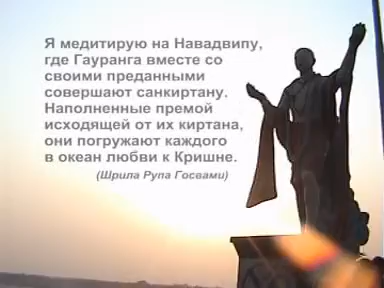 Я медитирую на Навадвипу,
где Гауранга вместе со
своими преданными
совершают санкиртану.
Наполненные премой
исходящей от их киртана,
они погружают каждого
в океан любви к Кришне.
(Шрила Рупа Госвами)